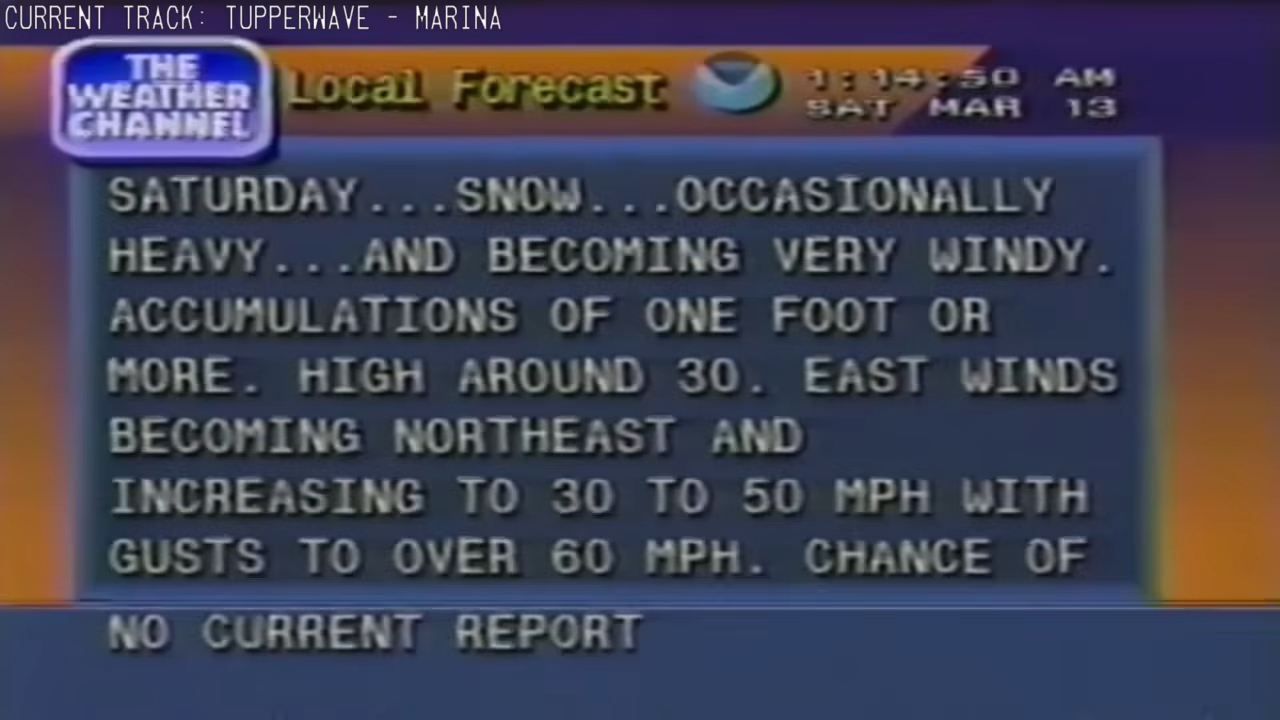 CURRENT TRACK: TUPPERWAVE - MARINA
THE
WEATHER
CHANNEL
Local Forecast
1:14:50 AM
SAT MAR 13
SATURDAY...SNOW...OCCASIONALLY
HEAVY...AND BECOMING VERY WINDY.
ACCUMULATIONS OF ONE FOOT OR
MORE. HIGH AROUND 30. EAST WINDS
BECOMING NORTHEAST AND
INCREASING TO 30 TO 50 MPH WITH
GUSTS TO OVER 60 MPH. CHANCE OF
NO CURRENT REPORT